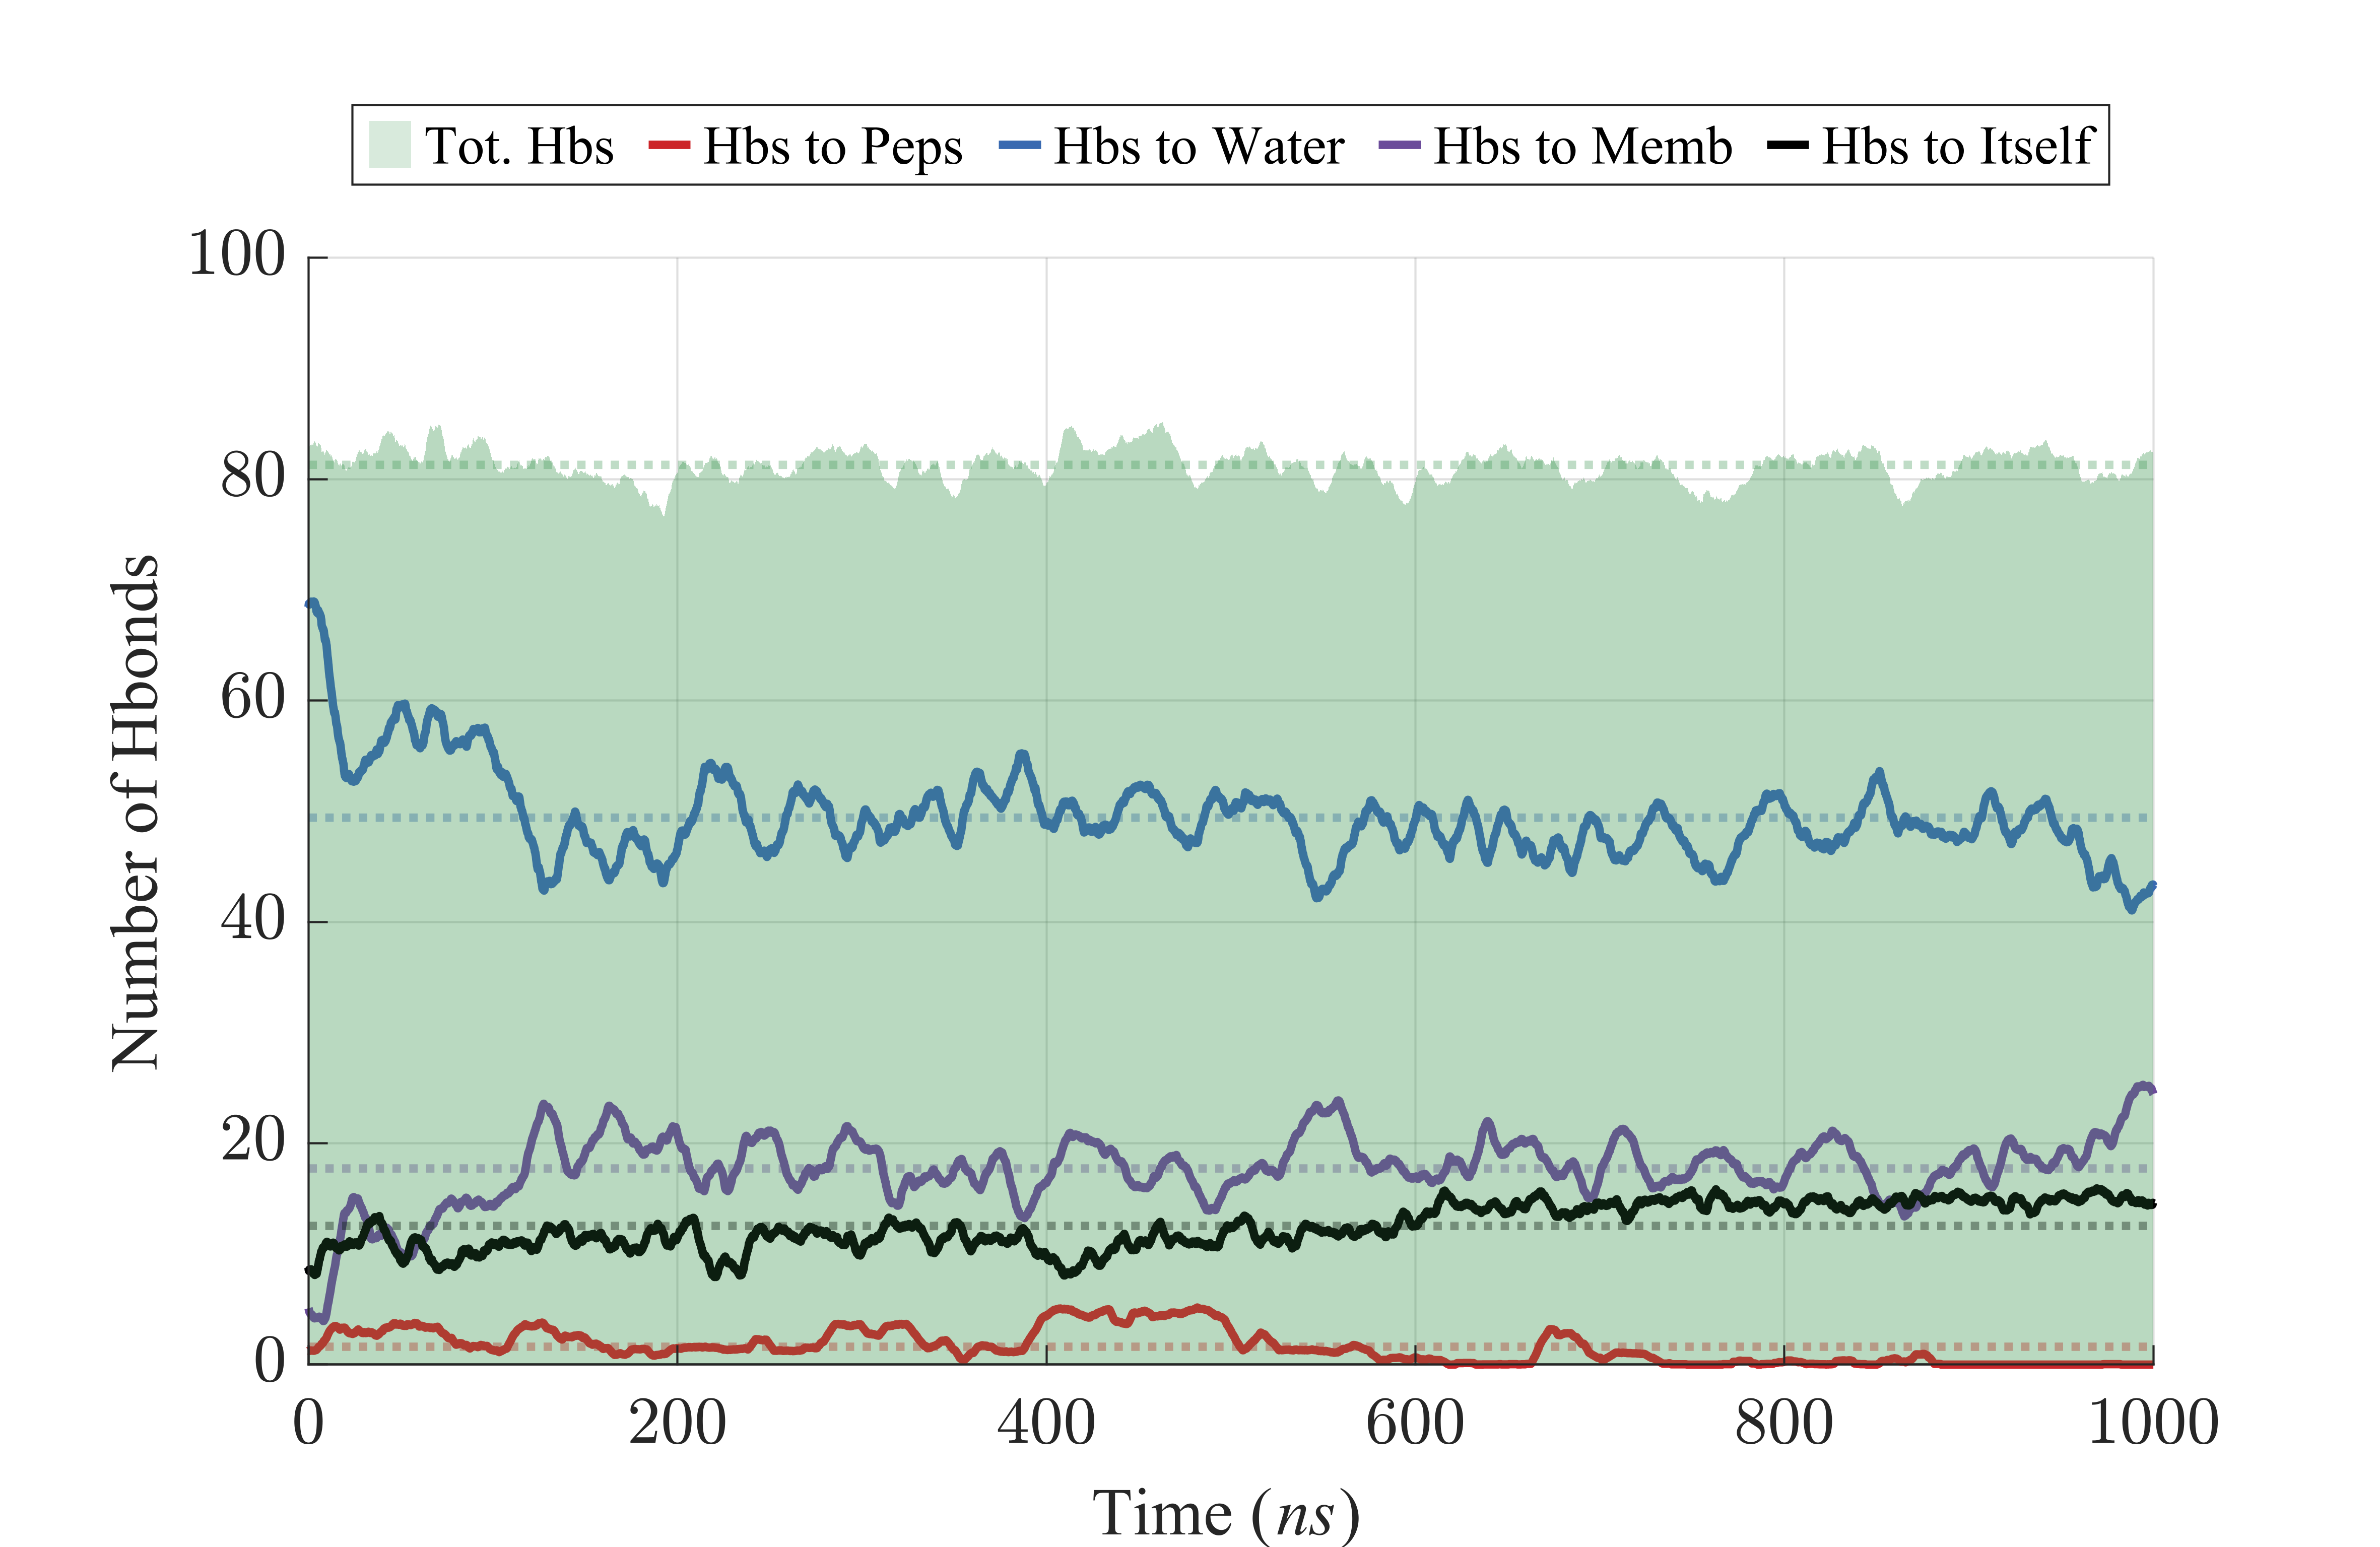 Tot. Hbs Hbs to Peps Hbs to Water Hbs to Memb Hbs to Itself
100
80
60
40
20
0
Number of Hbonds
0 200 400 600 800 1000
Time (ns)